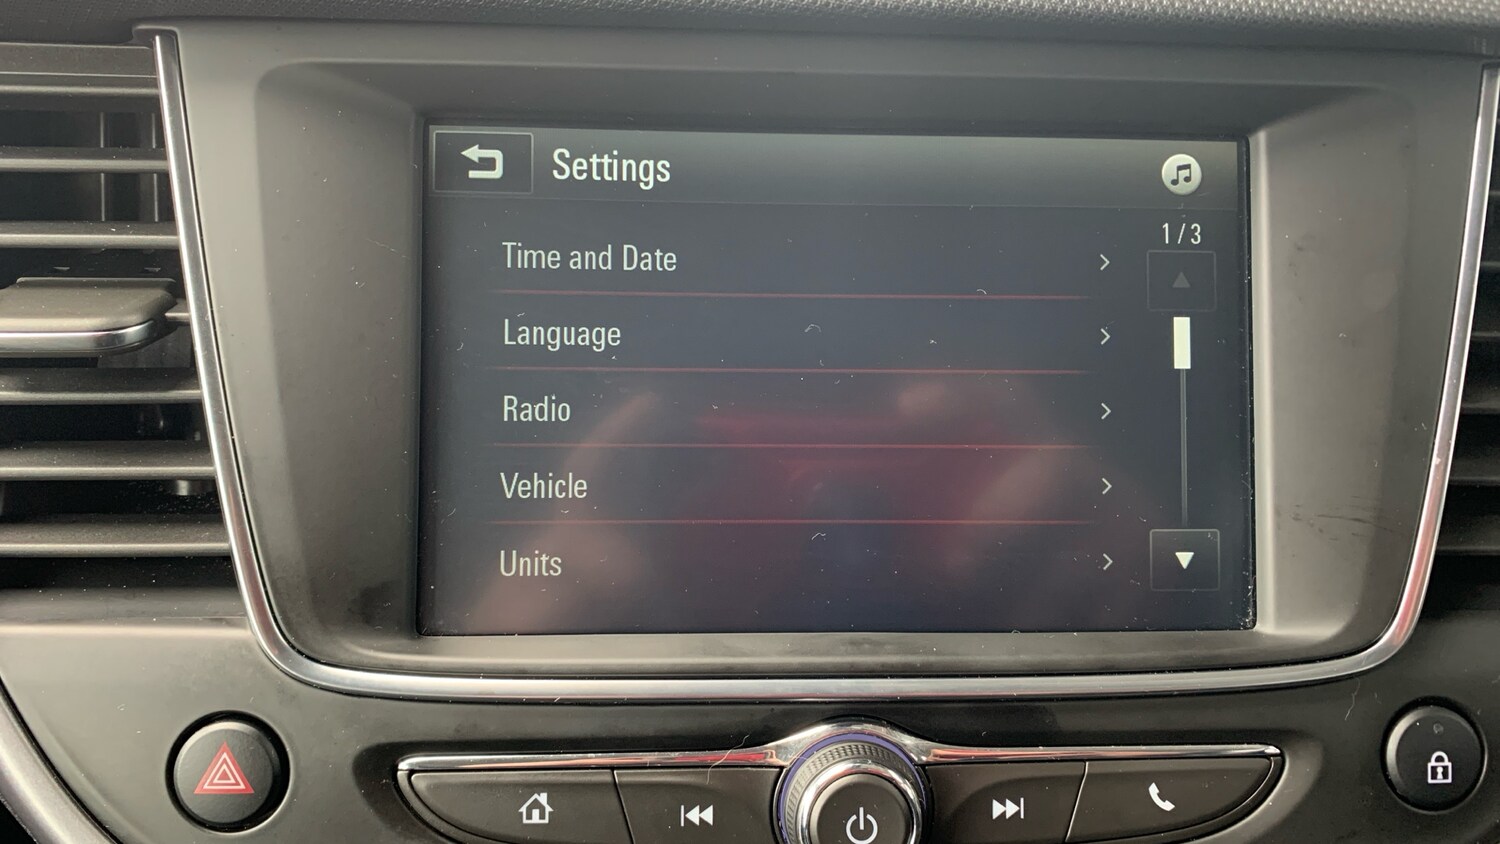 Settings
1/3
Time and Date
Language
Radio
Vehicle
Units